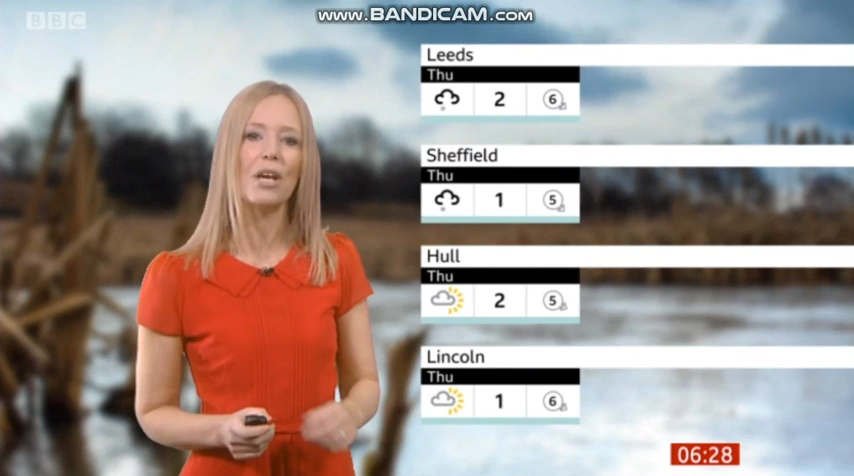 BBC
www.BANDICAM.com
Leeds
Thu
2 6
Sheffield
Thu
1 5
Hull
Thu
2 5
Lincoln
Thu
1 6
06:28